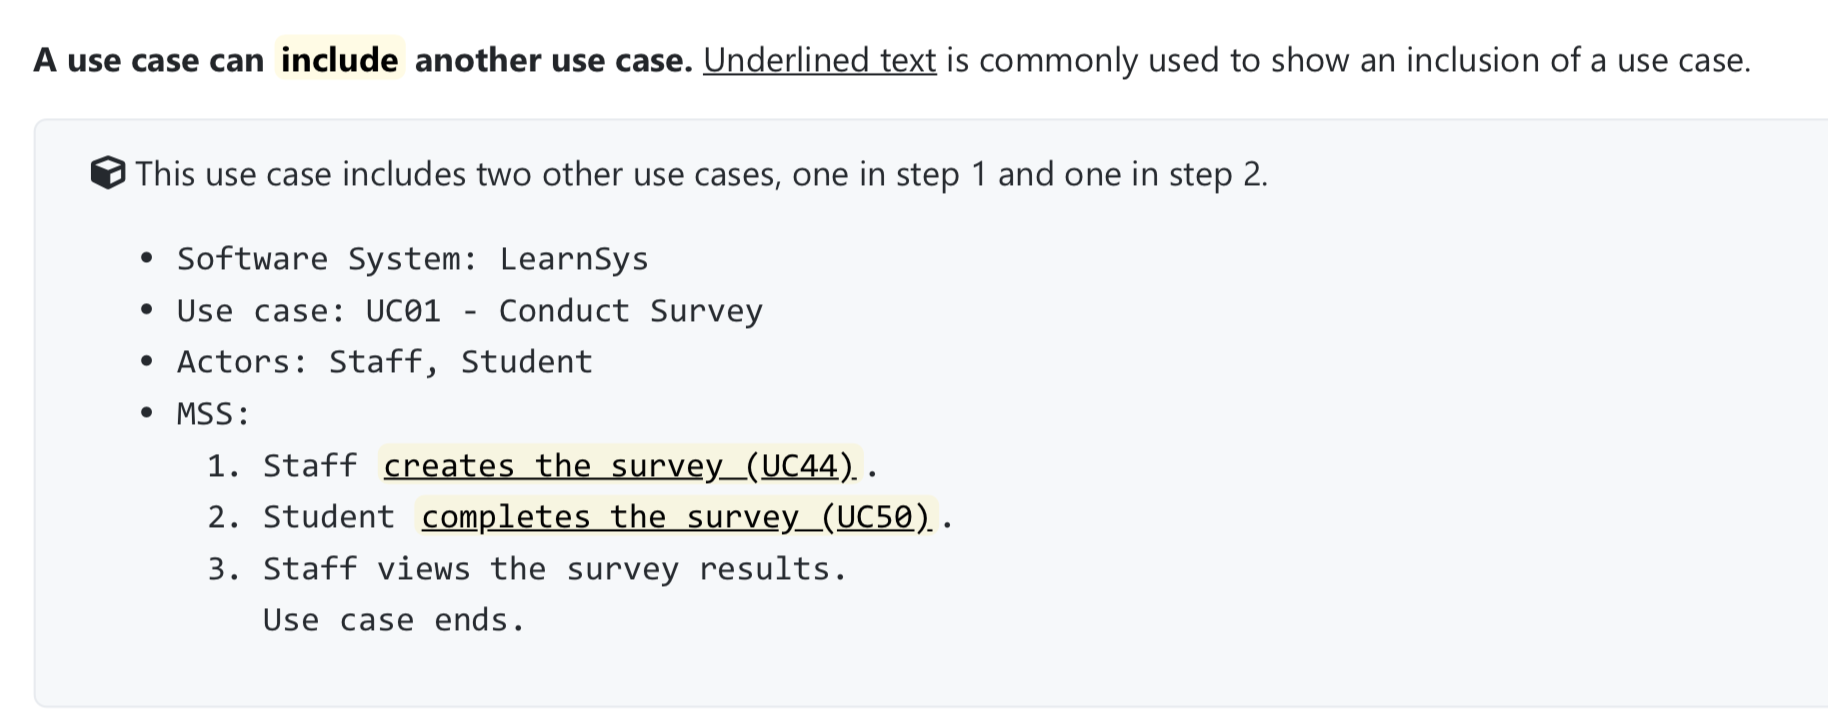 A use case can include another use case. Underlined text is commonly used to show an inclusion of a use case.
This use case includes two other use cases, one in step 1 and one in step 2.
• Software System: LearnSys
• Use case: UC01 - Conduct Survey
• Actors: Staff, Student
• MSS:
1. Staff creates the survey (UC44).
2. Student completes the survey (UC50).
3. Staff views the survey results.
Use case ends.